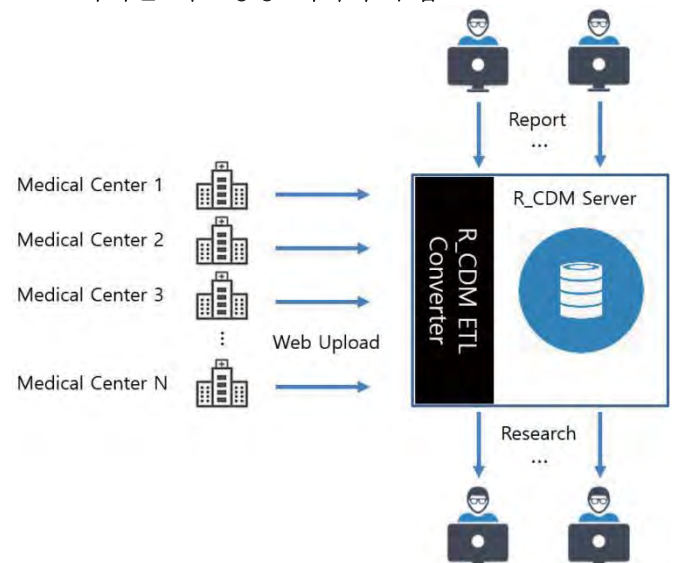 Report
...
Medical Center 1
R_CDM Server
Medical Center 2
R_CDM ETL
Converter
Medical Center 3
⋮
Web Upload
Medical Center N
Research
...